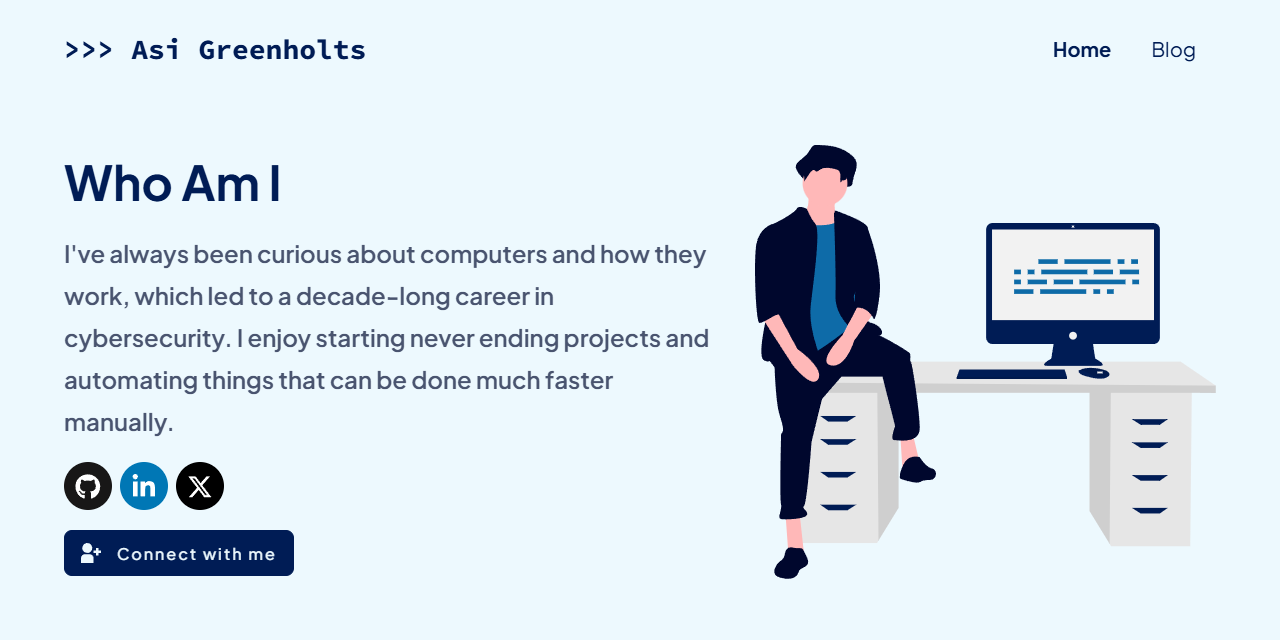 >>> Asi Greenholts
Home
Blog
Who Am I
I've always been curious about computers and how they
work, which led to a decade-long career in
cybersecurity. I enjoy starting never ending projects and
automating things that can be done much faster
manually.
in
X
Connect with me